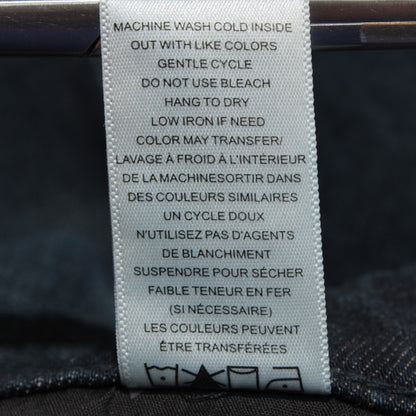 MACHINE WASH COLD INSIDE
OUT WITH LIKE COLORS
GENTLE CYCLE
DO NOT USE BLEACH
HANG TO DRY
LOW IRON IF NEED
COLOR MAY TRANSFER/
LAVAGE À FROID À L'INTÉRIEUR
DE LA MACHINESORTIR DANS
DES COULEURS SIMILAIRES
UN CYCLE DOUX
N'UTILISEZ PAS D'AGENTS
DE BLANCHIMENT
SUSPENDRE POUR SÉCHER
FAIBLE TENEUR EN FER
(SI NÉCESSAIRE)
LES COULEURS PEUVENT
ÊTRE TRANSFÉRÉES